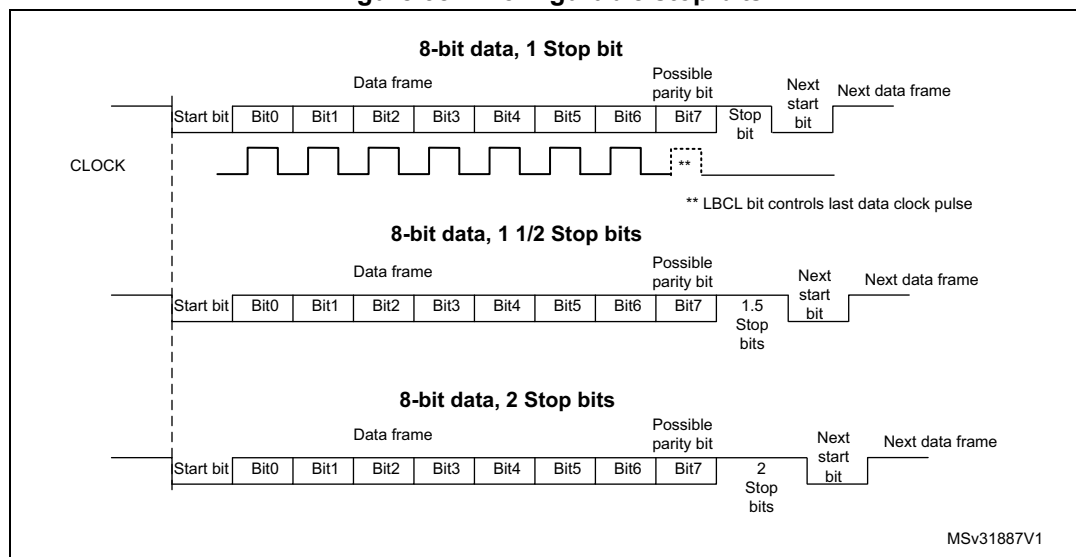 8-bit data, 1 Stop bit
Data frame
Possible parity bit
Next start bit
Next data frame
Start bit Bit0 Bit1 Bit2 Bit3 Bit4 Bit5 Bit6 Bit7 Stop bit
CLOCK
**
** LBCL bit controls last data clock pulse
8-bit data, 1 1/2 Stop bits
Data frame
Possible parity bit
Next start bit
Next data frame
Start bit Bit0 Bit1 Bit2 Bit3 Bit4 Bit5 Bit6 Bit7 1.5 Stop bits
8-bit data, 2 Stop bits
Data frame
Possible parity bit
Next start bit
Next data frame
Start bit Bit0 Bit1 Bit2 Bit3 Bit4 Bit5 Bit6 Bit7 2 Stop bits
MSv31887V1